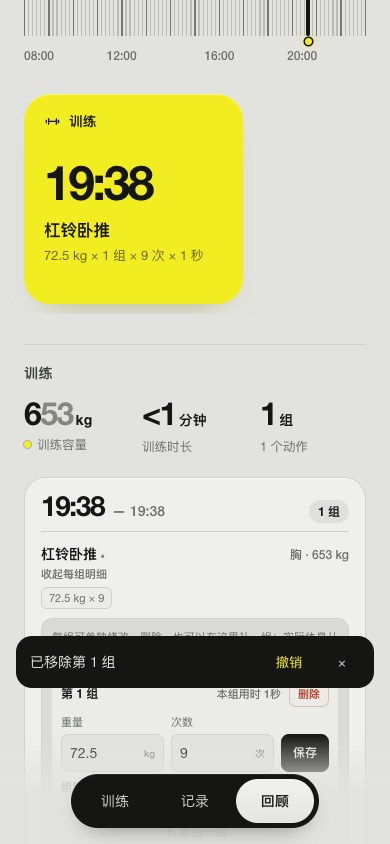 08:00 12:00 16:00 20:00
训练
19:38
杠铃卧推
72.5 kg × 1 组 × 9 次 × 1 秒
训练
653 kg <1 分钟 1 组
训练容量 训练时长 1 个动作
19:38 — 19:38 1 组
杠铃卧推 胸 · 653 kg
收起每组明细
72.5 kg × 9
已移除第 1 组 撤销 ×
第 1 组 本组用时 1秒 删除
重量 次数
72.5 kg 9 次 保存
训练 记录 回顾